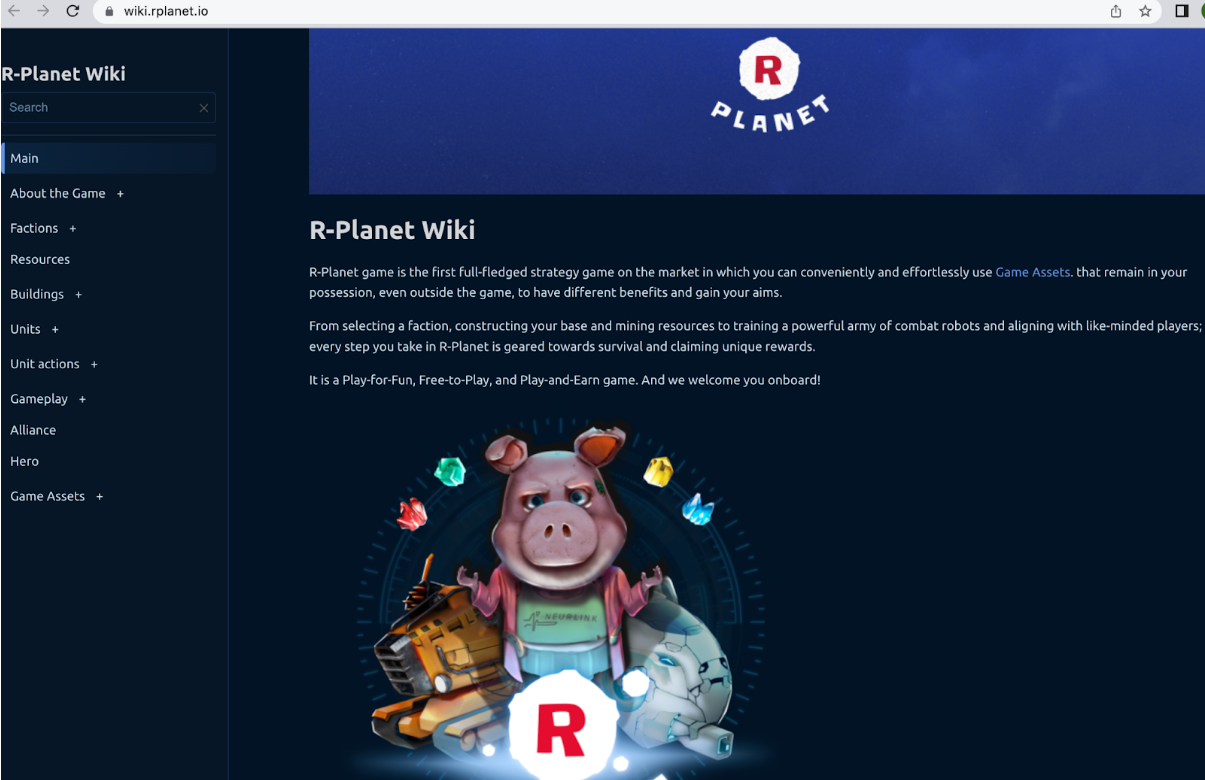 wiki.rplanet.io
R-Planet Wiki
Search
Main
About the Game +
Factions +
Resources
Buildings +
Units +
Unit actions +
Gameplay +
Alliance
Hero
Game Assets +
R
PLANET
R-Planet Wiki
R-Planet game is the first full-fledged strategy game on the market in which you can conveniently and effortlessly use Game Assets. that remain in your
possession, even outside the game, to have different benefits and gain your aims.
From selecting a faction, constructing your base and mining resources to training a powerful army of combat robots and aligning with like-minded players;
every step you take in R-Planet is geared towards survival and claiming unique rewards.
It is a Play-for-Fun, Free-to-Play, and Play-and-Earn game. And we welcome you onboard!
NEURLINK
R